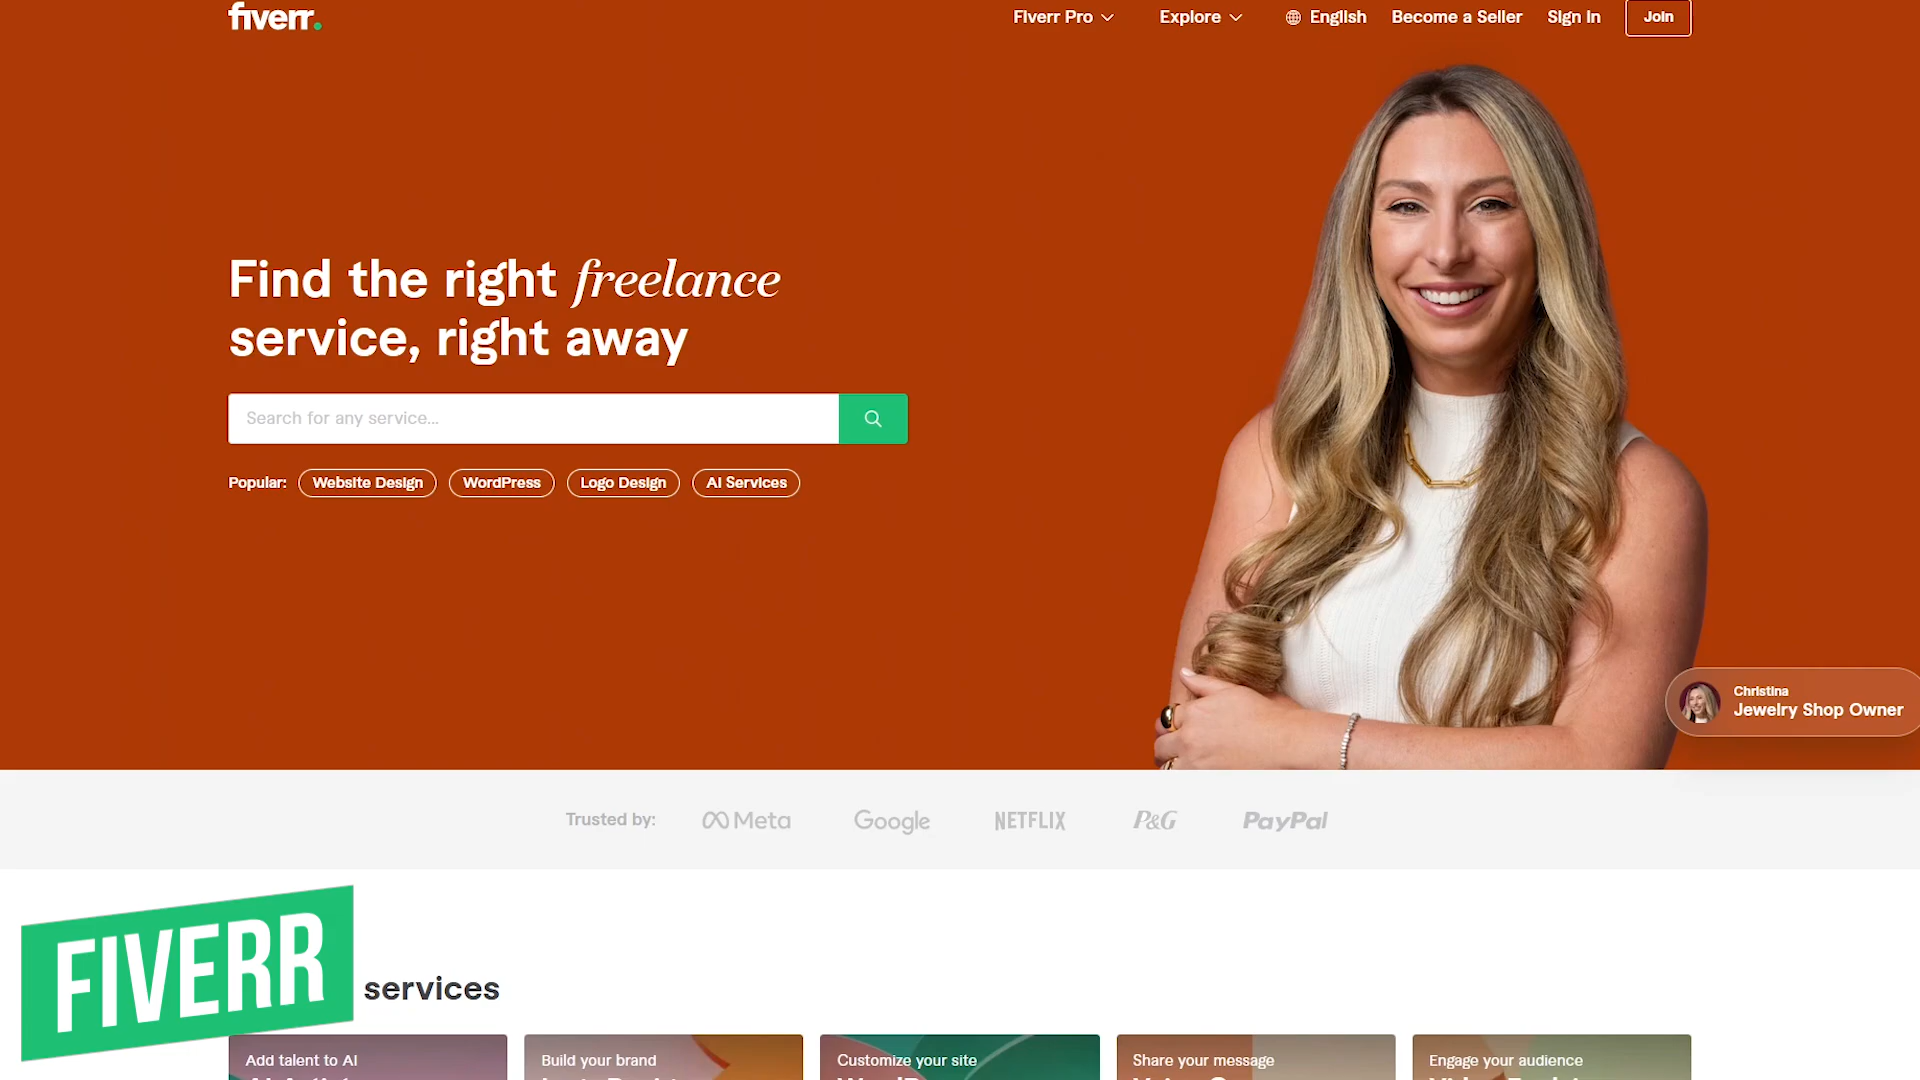 fiverr.
Fiverr Pro
Explore
English
Become a Seller
Sign In
Join
Find the right freelance
service, right away
Search for any service...
Popular:
Website Design
WordPress
Logo Design
AI Services
Christina
Jewelry Shop Owner
Trusted by:
Meta
Google
NETFLIX
P&G
PayPal
FIVERR
services
Add talent to AI
Build your brand
Customize your site
Share your message
Engage your audience